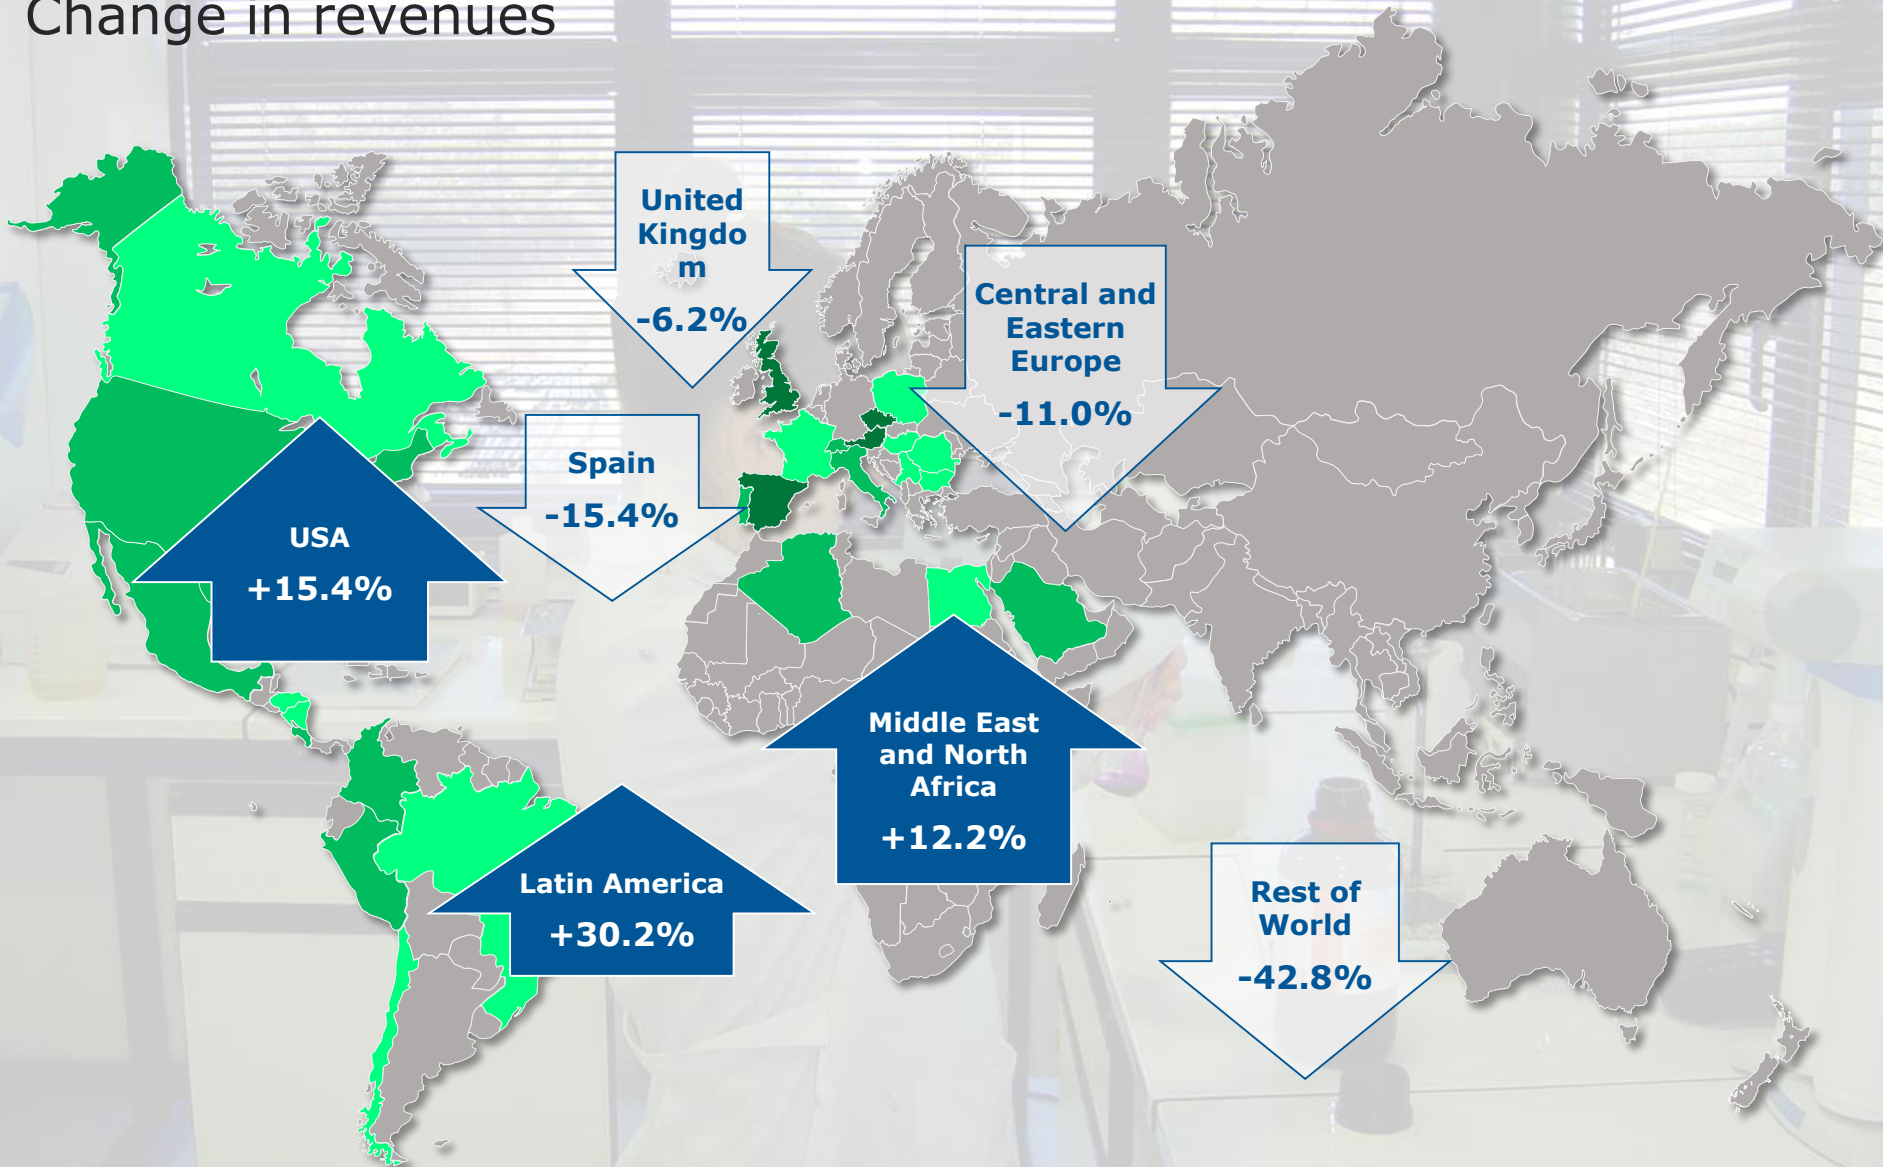 Change in revenues
United
Kingdo
m
-6.2%
Central and
Eastern
Europe
-11.0%
Spain
-15.4%
USA
+15.4%
Middle East
and North
Africa
+12.2%
Latin America
+30.2%
Rest of
World
-42.8%